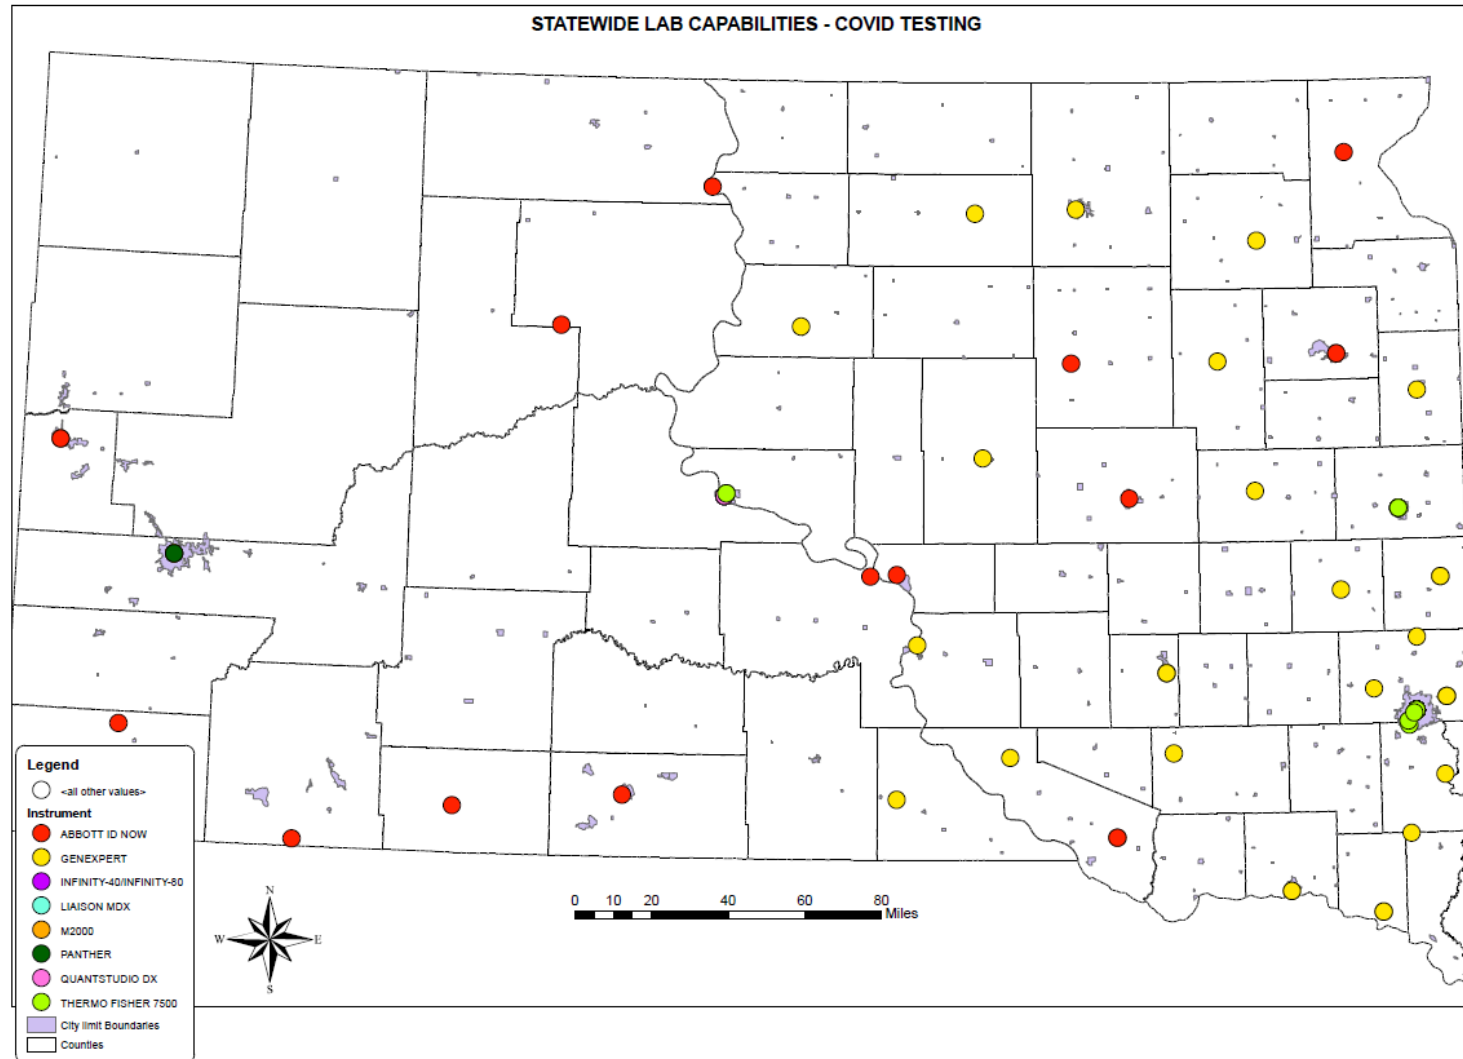 STATEWIDE LAB CAPABILITIES - COVID TESTING
Legend
<all other values>
Instrument
ABBOTT ID NOW
GENEXPERT
INFINITY-40/INFINITY-80
LIAISON MDX
M2000
PANTHER
QUANTSTUDIO DX
THERMO FISHER 7500
City limit Boundaries
Counties
N
W E
S
0 10 20 40 60 80
Miles